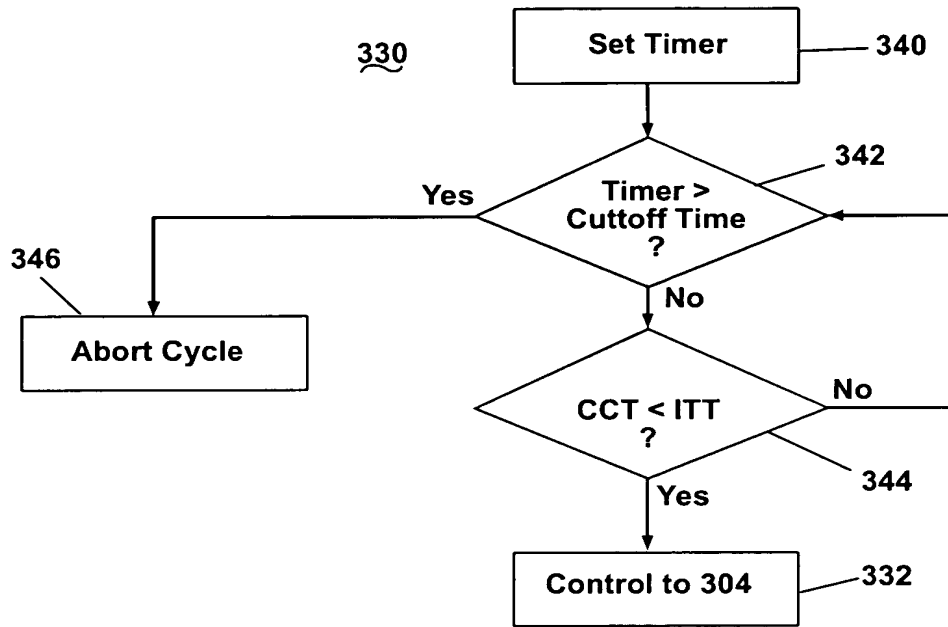 330
Set Timer
340
342
Yes
Timer >
Cuttoff Time
?
346
No
Abort Cycle
No
CCT < ITT
?
344
Yes
Control to 304
332